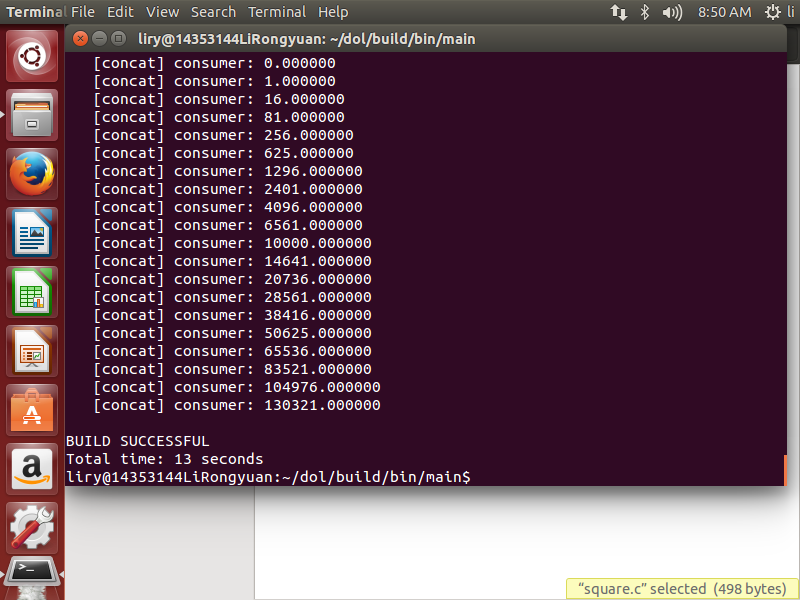 Terminal File Edit View Search Terminal Help 8:50 AM li
liry@14353144LiRongyuan: ~/dol/build/bin/main
[concat] consumer: 0.000000
[concat] consumer: 1.000000
[concat] consumer: 16.000000
[concat] consumer: 81.000000
[concat] consumer: 256.000000
[concat] consumer: 625.000000
[concat] consumer: 1296.000000
[concat] consumer: 2401.000000
[concat] consumer: 4096.000000
[concat] consumer: 6561.000000
[concat] consumer: 10000.000000
[concat] consumer: 14641.000000
[concat] consumer: 20736.000000
[concat] consumer: 28561.000000
[concat] consumer: 38416.000000
[concat] consumer: 50625.000000
[concat] consumer: 65536.000000
[concat] consumer: 83521.000000
[concat] consumer: 104976.000000
[concat] consumer: 130321.000000
BUILD SUCCESSFUL
Total time: 13 seconds
liry@14353144LiRongyuan:~/dol/build/bin/main$
“square.c” selected (498 bytes)